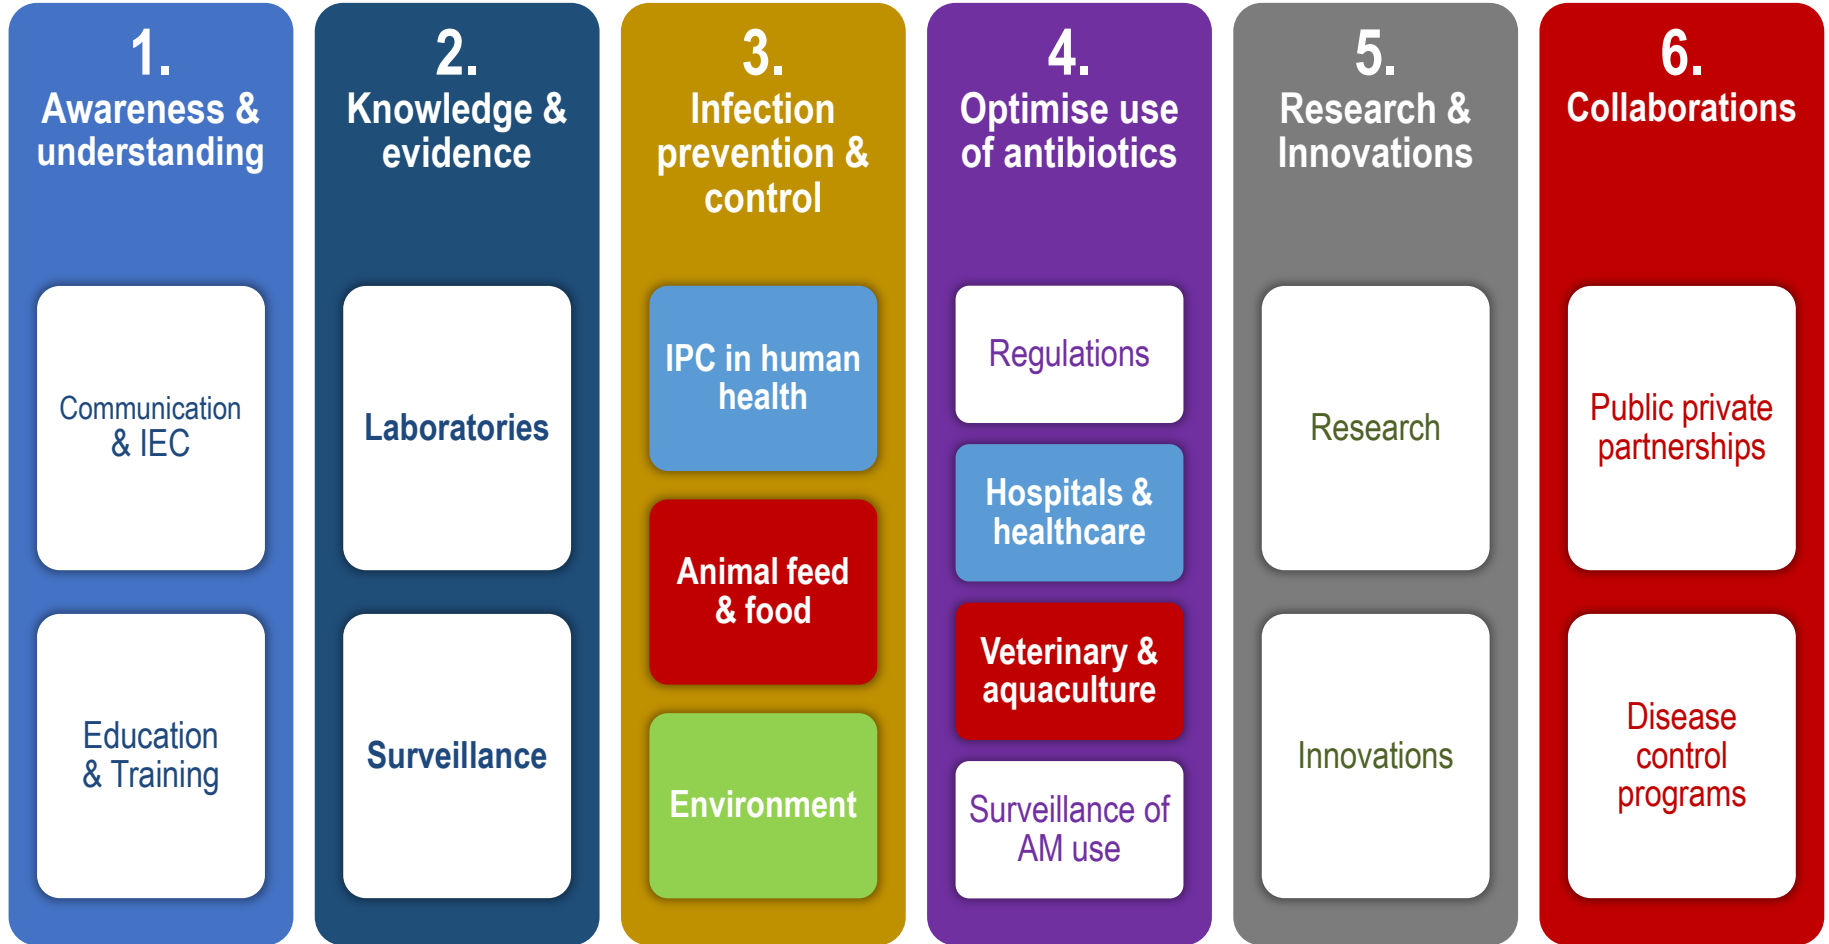 1.
Awareness &
understanding
Communication
& IEC
Education
& Training
2.
Knowledge &
evidence
Laboratories
Surveillance
3.
Infection
prevention &
control
IPC in human
health
Animal feed
& food
Environment
4.
Optimise use
of antibiotics
Regulations
Hospitals &
healthcare
Veterinary &
aquaculture
Surveillance of
AM use
5.
Research &
Innovations
Research
Innovations
6.
Collaborations
Public private
partnerships
Disease
control
programs